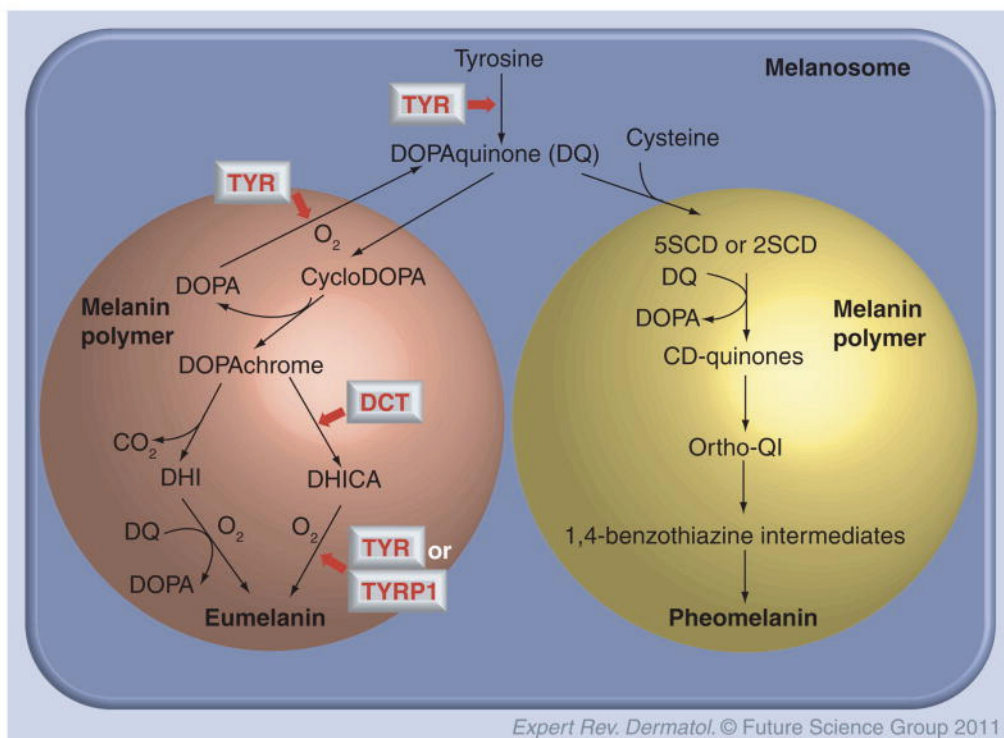 Tyrosine
Melanosome
TYR
DOPAquinone (DQ)
Cysteine
TYR
O2
5SCD or 2SCD
DOPA
CycloDOPA
DQ
Melanin
polymer
DOPA
Melanin
polymer
DOPAchrome
CD-quinones
DCT
CO2
Ortho-QI
DHI
DHICA
DQ
O2
O2
TYR or
1,4-benzothiazine intermediates
DOPA
TYRP1
Eumelanin
Pheomelanin
Expert Rev. Dermatol. © Future Science Group 2011